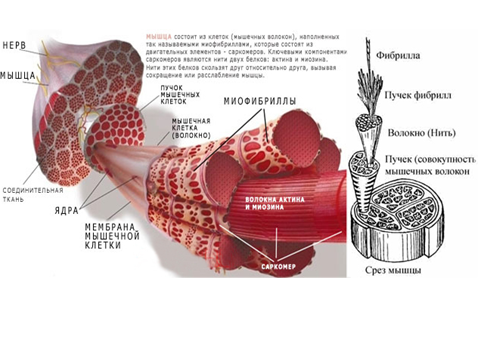 МЫШЦА состоит из клеток (мышечных волокон), наполненных
так называемыми миофибриллами, которые состоят из
двигательных элементов - саркомеров. Ключевыми компонентами
саркомеров являются нити двух белков: актина и миозина.
Нити этих белков скользят друг относительно друга, вызывая
сокращение или расслабление мышцы.
НЕРВ
МЫШЦА
ПУЧОК
МЫШЕЧНЫХ
КЛЕТОК
МИОФИБРИЛЛЫ
МЫШЕЧНАЯ
КЛЕТКА
(ВОЛОКНО)
СОЕДИНИТЕЛЬНАЯ
ТКАНЬ
ЯДРА
МЕМБРАНА
МЫШЕЧНОЙ
КЛЕТКИ
ВОЛОКНА АКТИНА
И МИОЗИНА
САРКОМЕР
Фибрилла
Пучек фибрилл
Волокно (Нить)
Пучек (совокупность
мышечных волокон
Срез мышцы